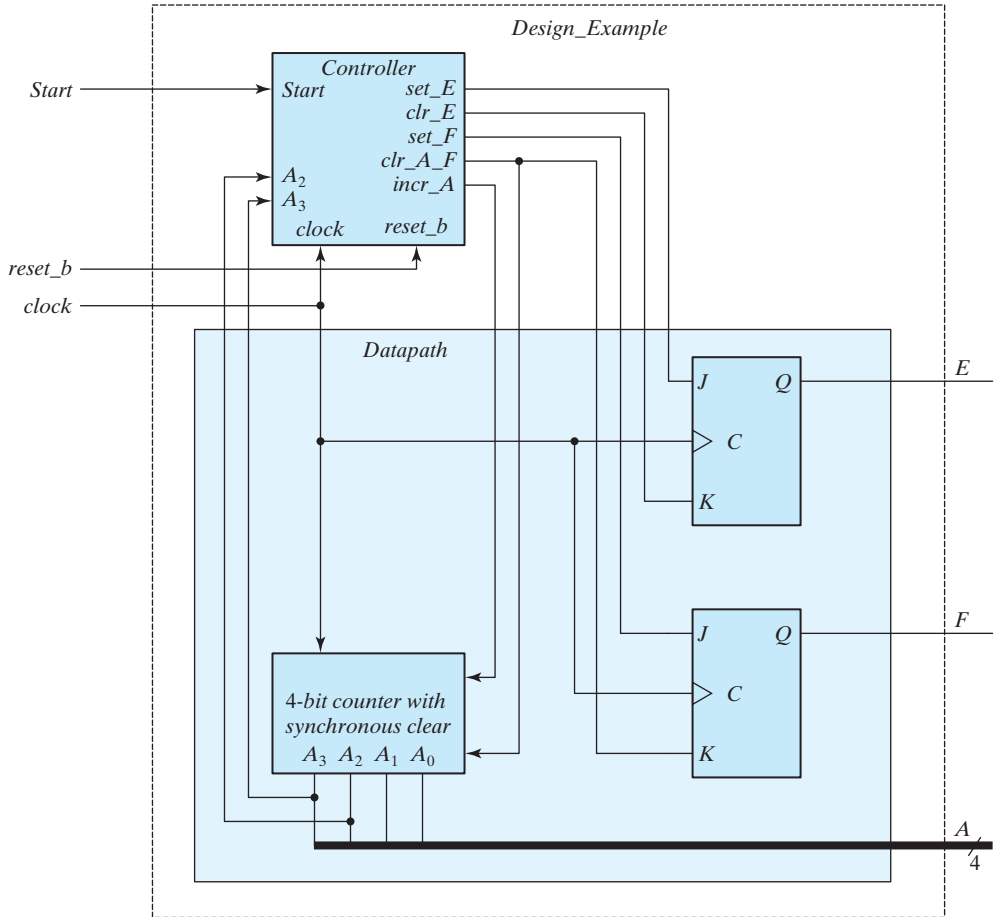 Design_Example
Controller
Start
Start
set_E
clr_E
set_F
clr_A_F
incr_A
A2
A3
clock
reset_b
reset_b
clock
Datapath
J
Q
E
C
K
J
Q
F
C
K
4-bit counter with
synchronous clear
A3 A2 A1 A0
A
4